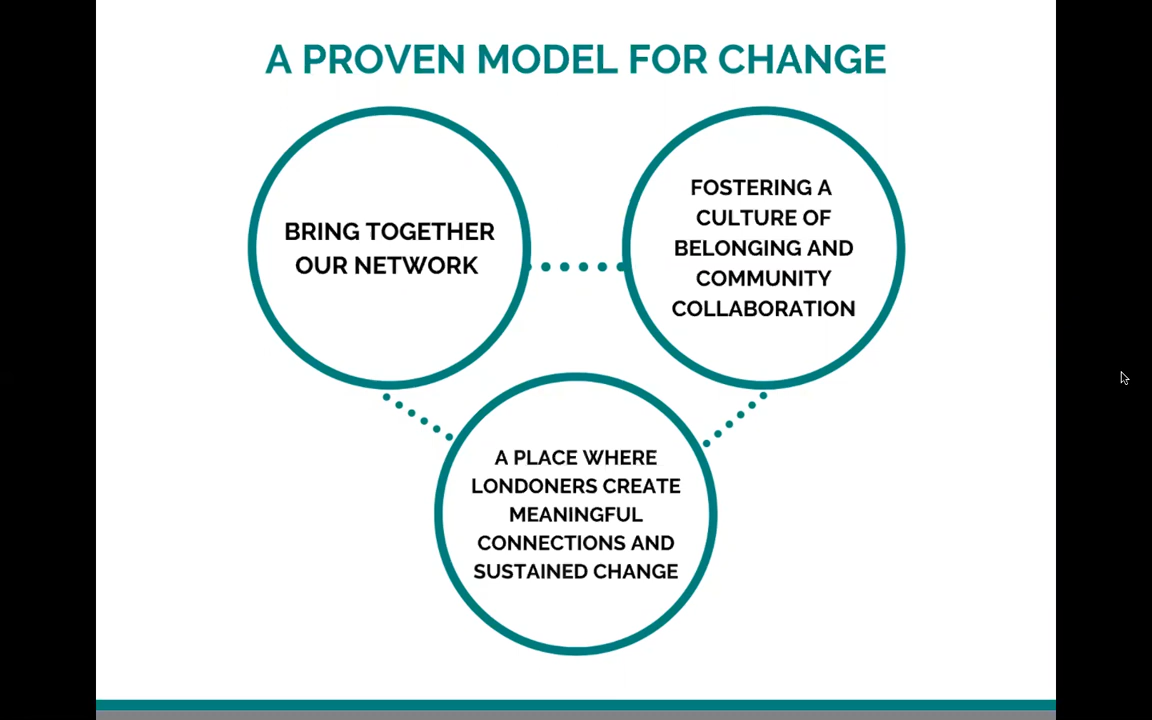 A PROVEN MODEL FOR CHANGE
BRING TOGETHER
OUR NETWORK
FOSTERING A
CULTURE OF
BELONGING AND
COMMUNITY
COLLABORATION
A PLACE WHERE
LONDONERS CREATE
MEANINGFUL
CONNECTIONS AND
SUSTAINED CHANGE